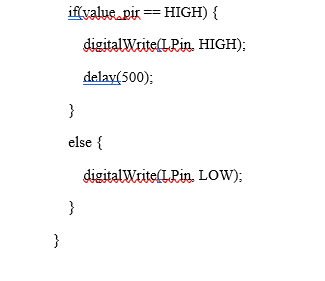 if(value_pir == HIGH) {
digitalWrite(LPin, HIGH);
delay(500);
}
else {
digitalWrite(LPin, LOW);
}
}